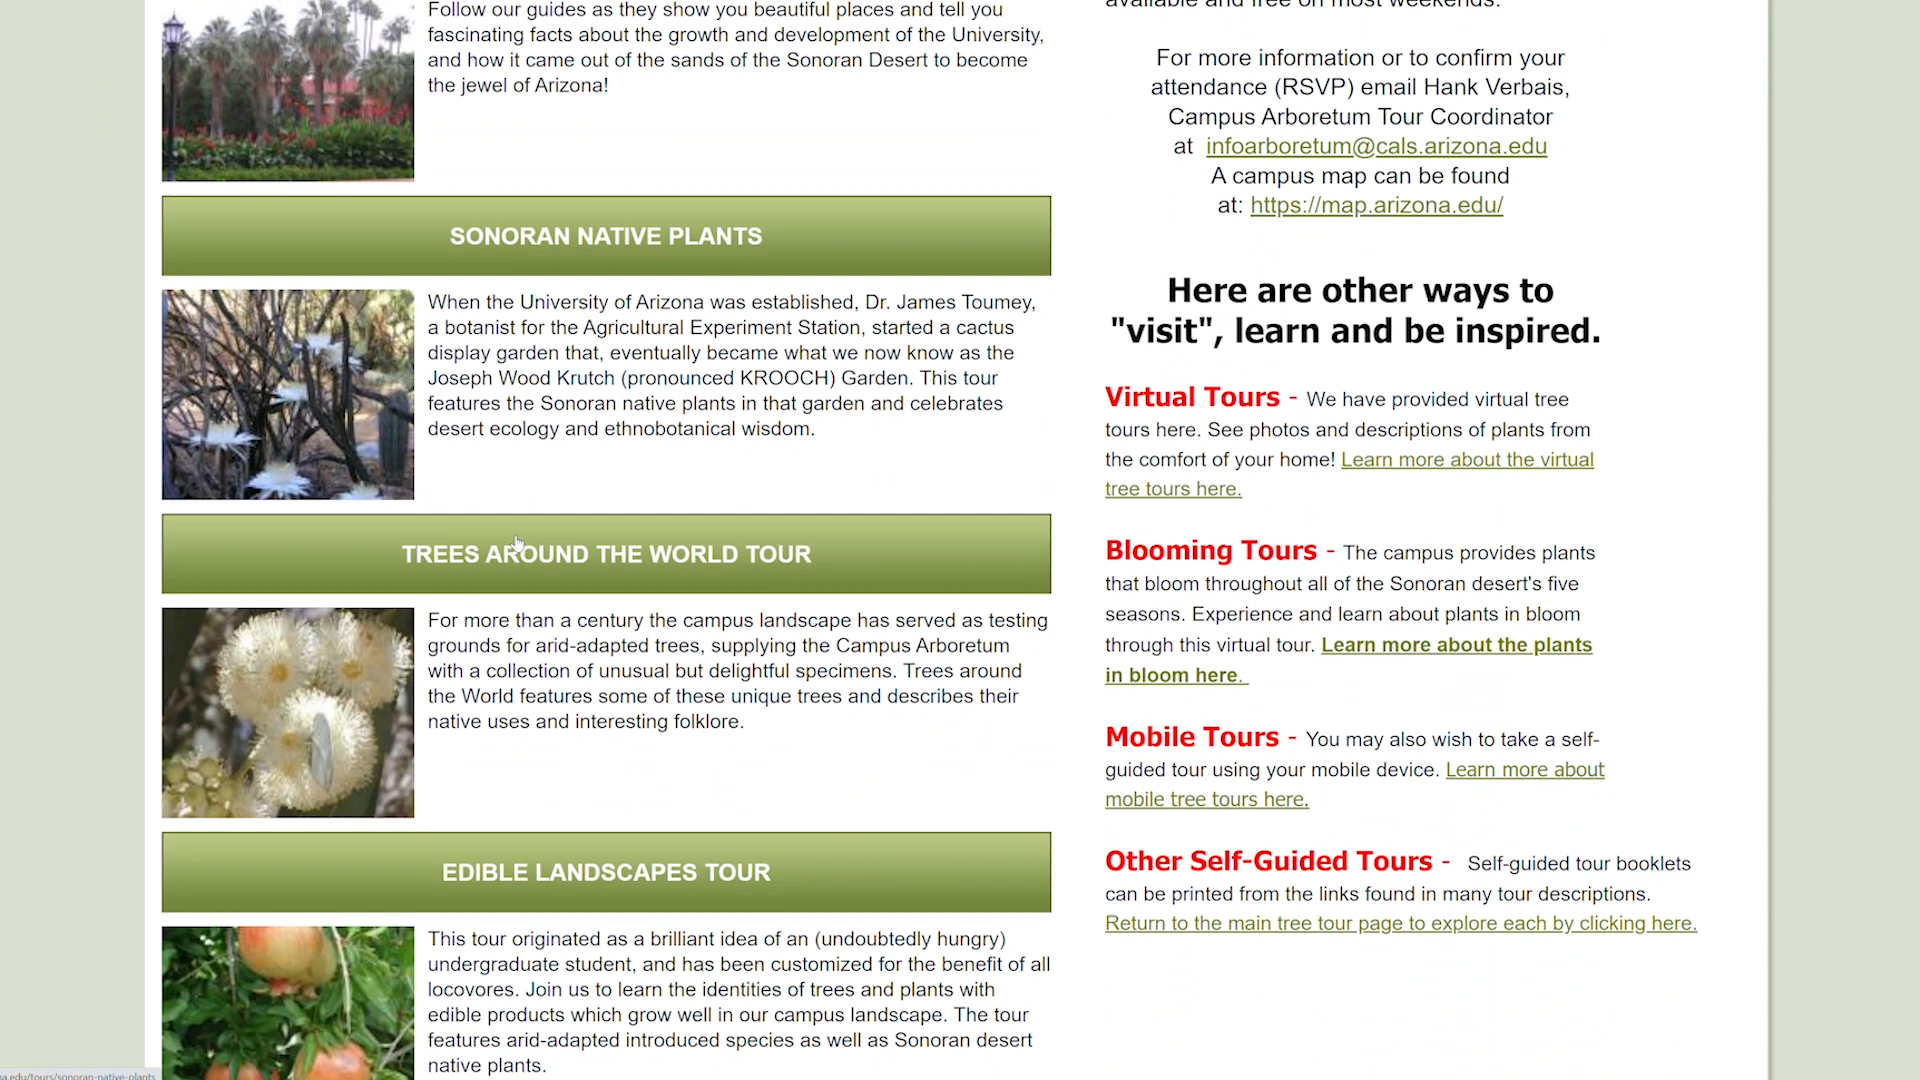 Follow our guides as they show you beautiful places and tell you
fascinating facts about the growth and development of the University,
and how it came out of the sands of the Sonoran Desert to become
the jewel of Arizona!
SONORAN NATIVE PLANTS
When the University of Arizona was established, Dr. James Toumey,
a botanist for the Agricultural Experiment Station, started a cactus
display garden that, eventually became what we now know as the
Joseph Wood Krutch (pronounced KROOCH) Garden. This tour
features the Sonoran native plants in that garden and celebrates
desert ecology and ethnobotanical wisdom.
TREES AROUND THE WORLD TOUR
For more than a century the campus landscape has served as testing
grounds for arid-adapted trees, supplying the Campus Arboretum
with a collection of unusual but delightful specimens. Trees around
the World features some of these unique trees and describes their
native uses and interesting folklore.
EDIBLE LANDSCAPES TOUR
This tour originated as a brilliant idea of an (undoubtedly hungry)
undergraduate student, and has been customized for the benefit of all
locovores. Join us to learn the identities of trees and plants with
edible products which grow well in our campus landscape. The tour
features arid-adapted introduced species as well as Sonoran desert
native plants.
available and free on most weekends.
For more information or to confirm your
attendance (RSVP) email Hank Verbais,
Campus Arboretum Tour Coordinator
at infoarboretum@cals.arizona.edu
A campus map can be found
at: https://map.arizona.edu/
Here are other ways to
"visit", learn and be inspired.
Virtual Tours - We have provided virtual tree
tours here. See photos and descriptions of plants from
the comfort of your home! Learn more about the virtual
tree tours here.
Blooming Tours - The campus provides plants
that bloom throughout all of the Sonoran desert's five
seasons. Experience and learn about plants in bloom
through this virtual tour. Learn more about the plants
in bloom here.
Mobile Tours - You may also wish to take a self-
guided tour using your mobile device. Learn more about
mobile tree tours here.
Other Self-Guided Tours - Self-guided tour booklets
can be printed from the links found in many tour descriptions.
Return to the main tree tour page to explore each by clicking here.
na.edu/tours/sonoran-native-plants